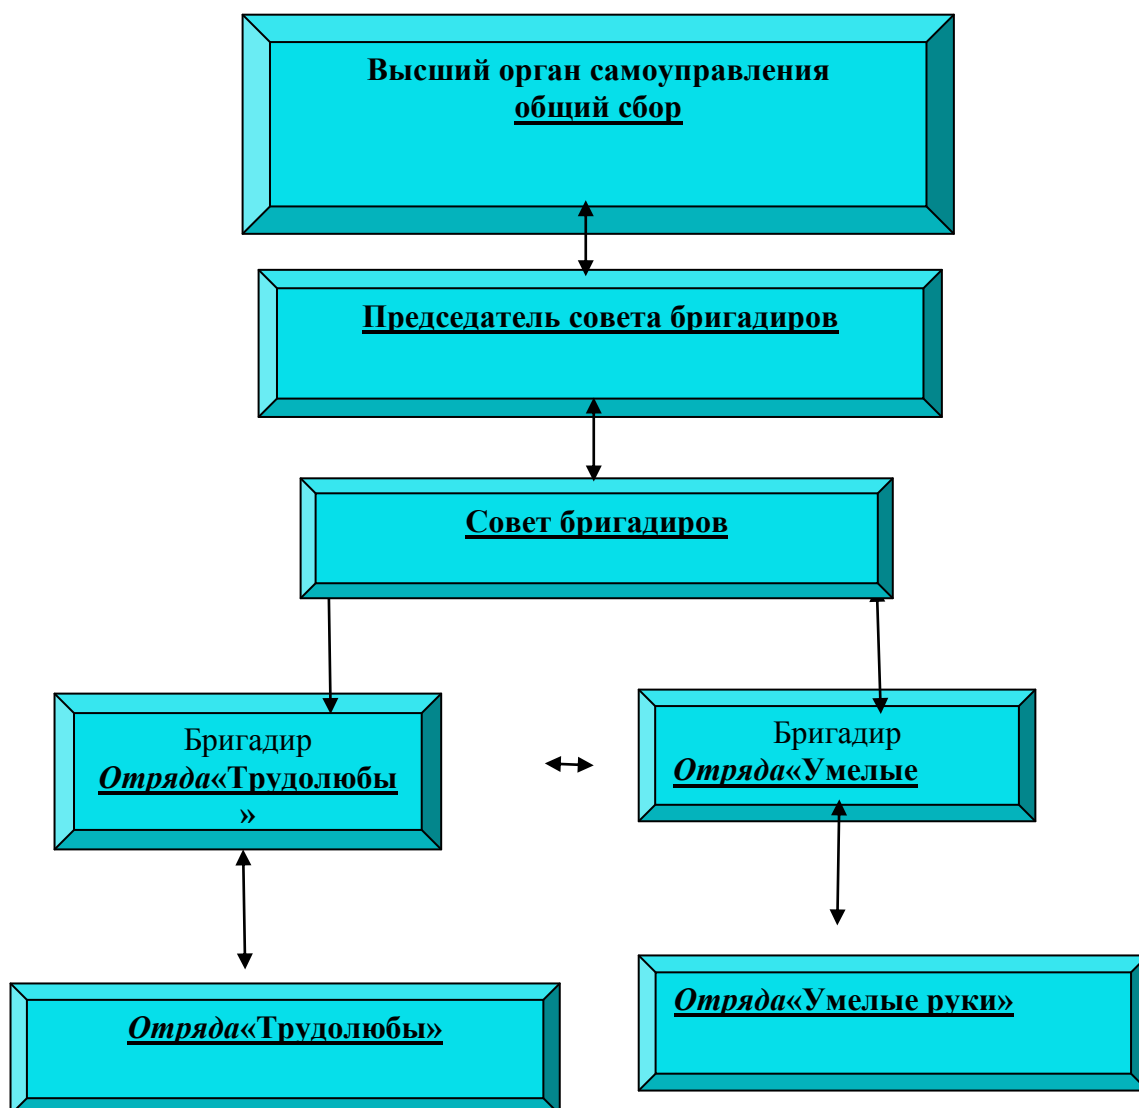 Высший орган самоуправления
общий сбор
Председатель совета бригадиров
Совет бригадиров
Бригадир
Отряда«Трудолюбы
»
Бригадир
Отряда«Умелые
Отряда«Трудолюбы»
Отряда«Умелые руки»